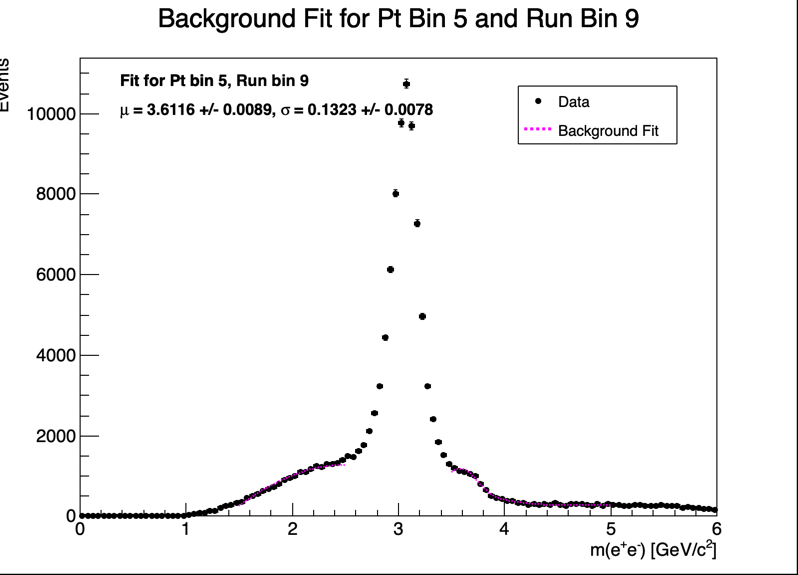 Background Fit for Pt Bin 5 and Run Bin 9
Events
Fit for Pt bin 5, Run bin 9
μ = 3.6116 +/- 0.0089, σ = 0.1323 +/- 0.0078
Data
Background Fit
10000
8000
6000
4000
2000
0
0 1 2 3 4 5 6
m(e⁺e⁻) [GeV/c²]